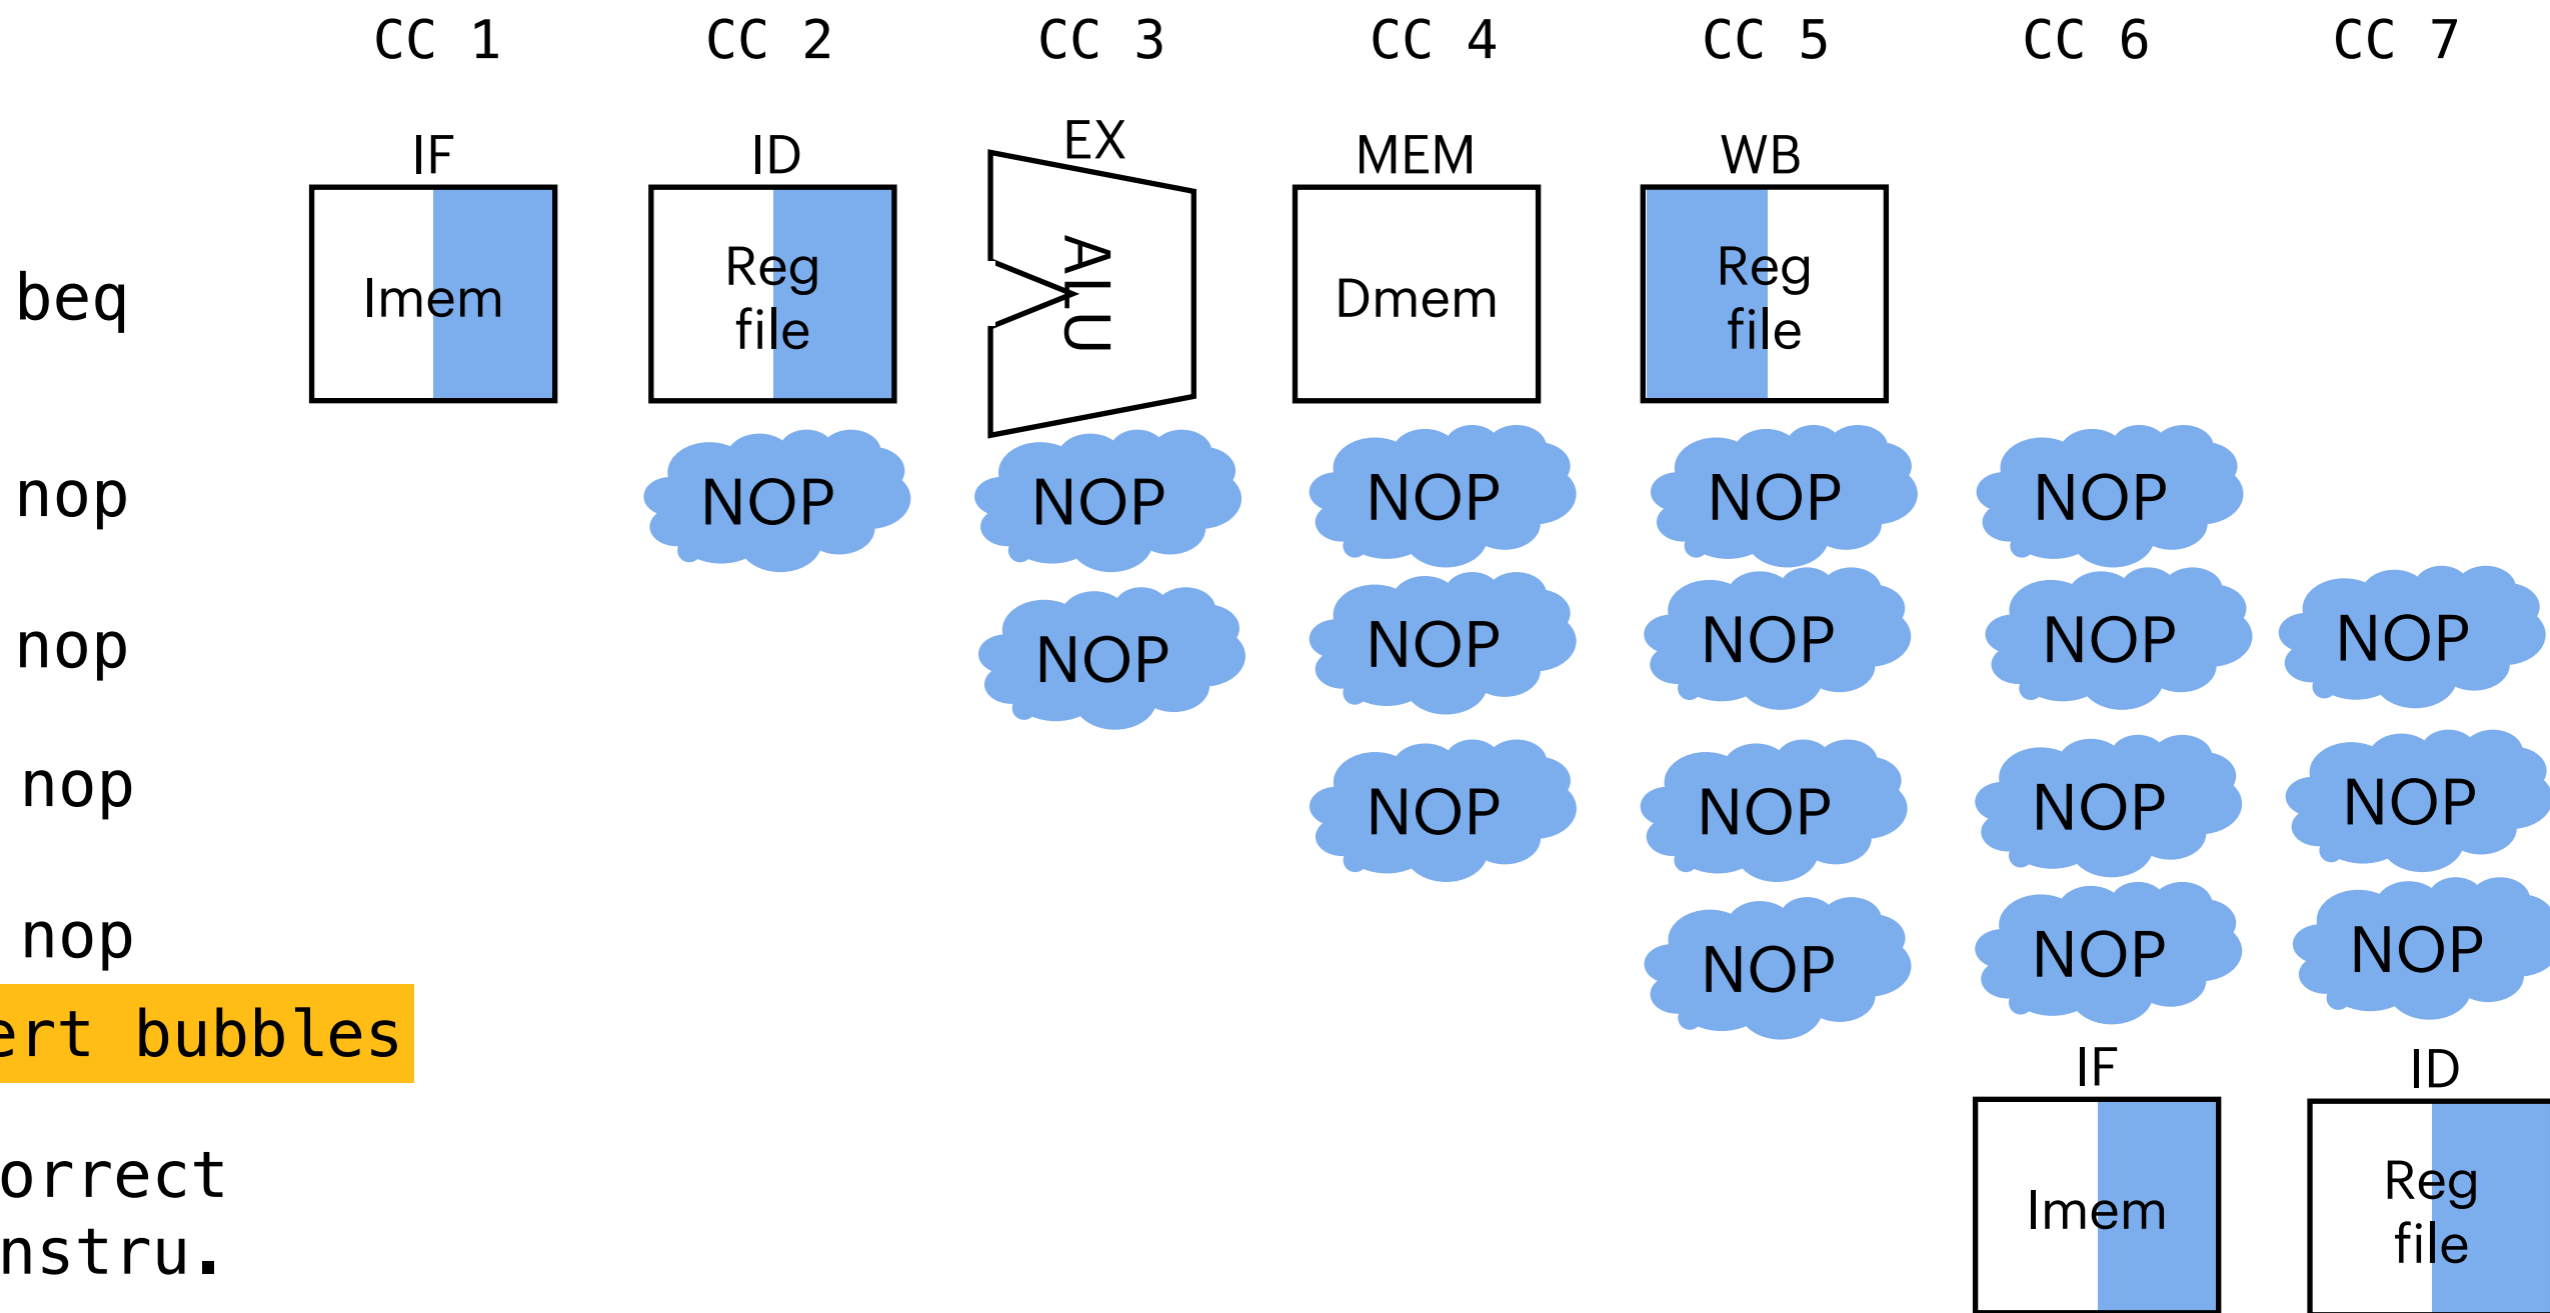 CC 1 CC 2 CC 3 CC 4 CC 5 CC 6 CC 7
IF ID EX MEM WB
beq Imem Reg file ALU Dmem Reg file
nop NOP NOP NOP NOP NOP
nop NOP NOP NOP NOP NOP
nop NOP NOP NOP NOP
nop NOP NOP NOP
ert bubbles
IF ID
orrect
nstru. Imem Reg file